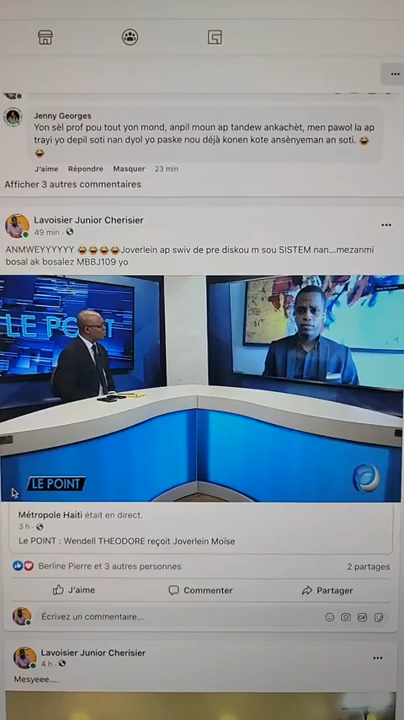 Jenny Georges
Yon sèl prof pou tout yon mond, anpil moun ap tandew ankachèt, men pawol la ap
trayi yo depil soti nan dyol yo paske nou déjà konen kote ansènyeman an soti. 😂
😂
J'aime Répondre Masquer 23 min
Afficher 3 autres commentaires
Lavoisier Junior Cherisier
49 min
ANMWEYYYYYY 😂😂😂😂Joverlein ap swiv de pre diskou m sou SISTEM nan...mezanmi
bosal ak bosalez MBBJ109 yo
LE POINT
LE POINT
Métropole Haiti était en direct.
3 h
Le POINT : Wendell THEODORE reçoit Joverlein Moïse
Berline Pierre et 3 autres personnes 2 partages
J'aime Commenter Partager
Écrivez un commentaire...
Lavoisier Junior Cherisier
4 h
Mesyeee....